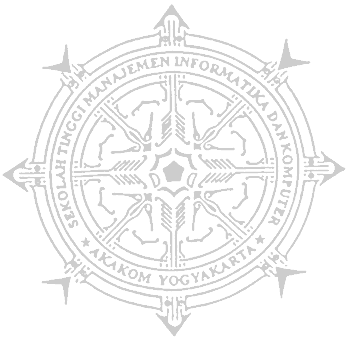 SEKOLAH TINGGI MANAJEMEN INFORMATIKA DAN KOMPUTER
AKAKOM YOGYAKARTA